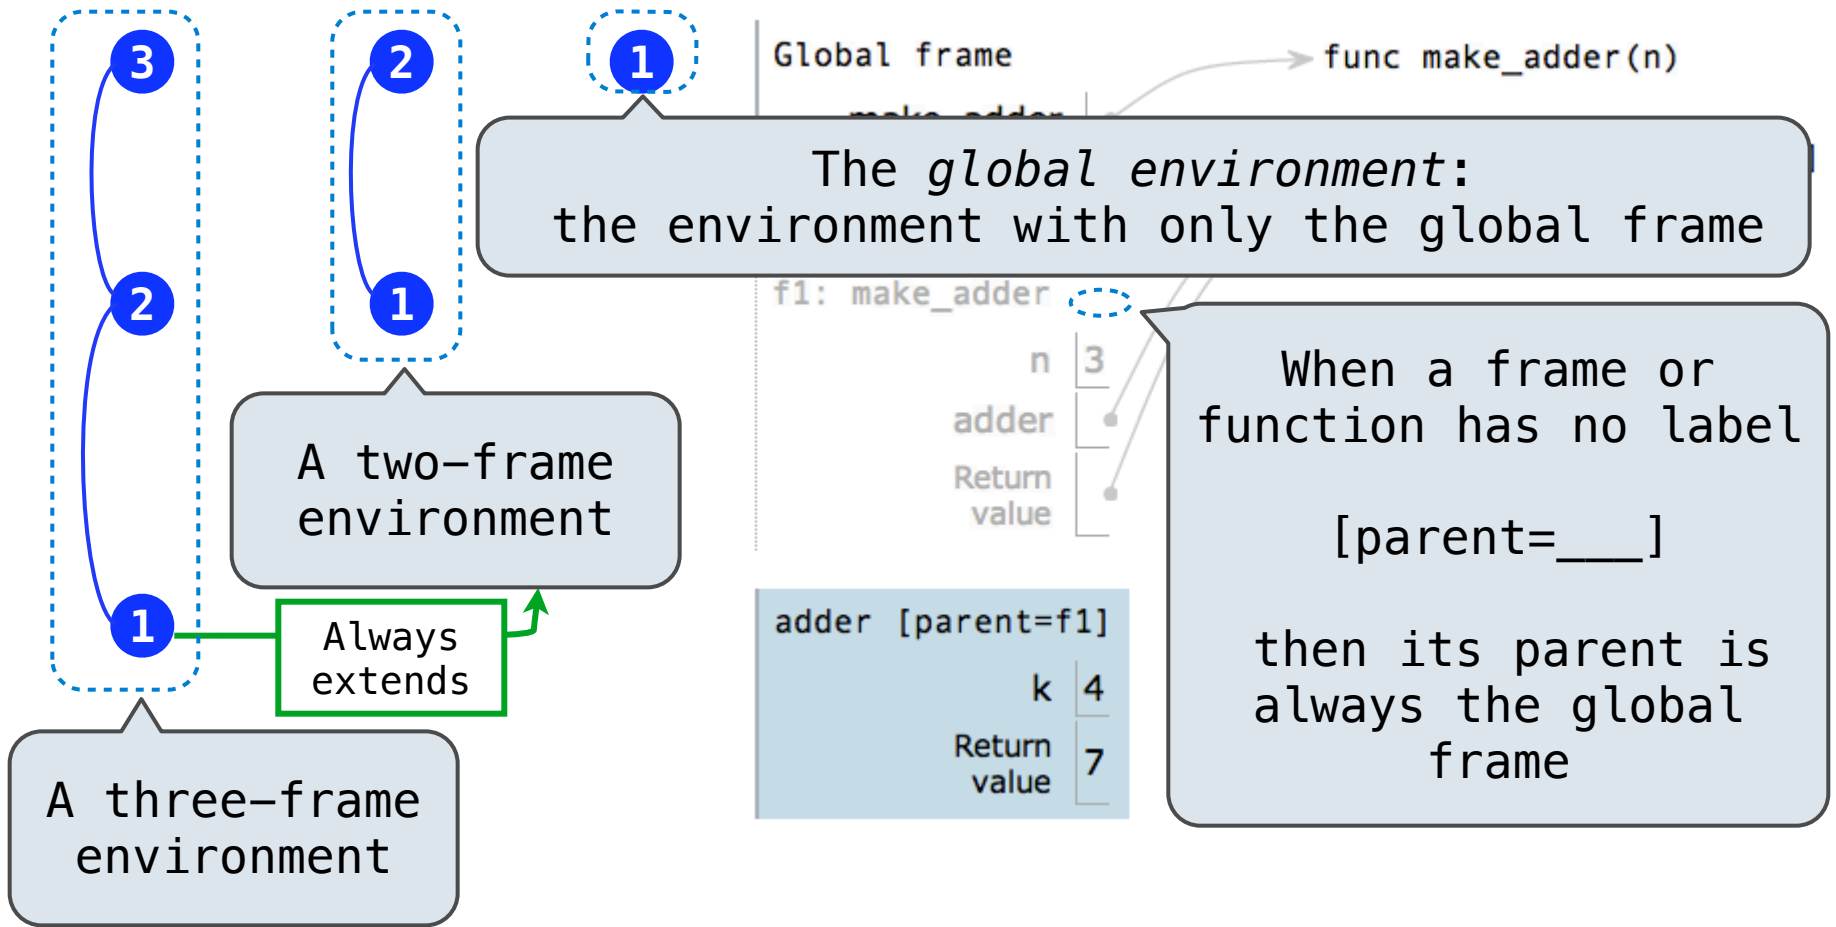 3
2
1
Global frame
func make_adder(n)
make_adder
The global environment:
the environment with only the global frame
2
1
f1: make_adder
n 3
adder
Return
value
When a frame or
function has no label
[parent=___]
then its parent is
always the global
frame
A two-frame
environment
1
Always
extends
adder [parent=f1]
k 4
Return
value 7
A three-frame
environment